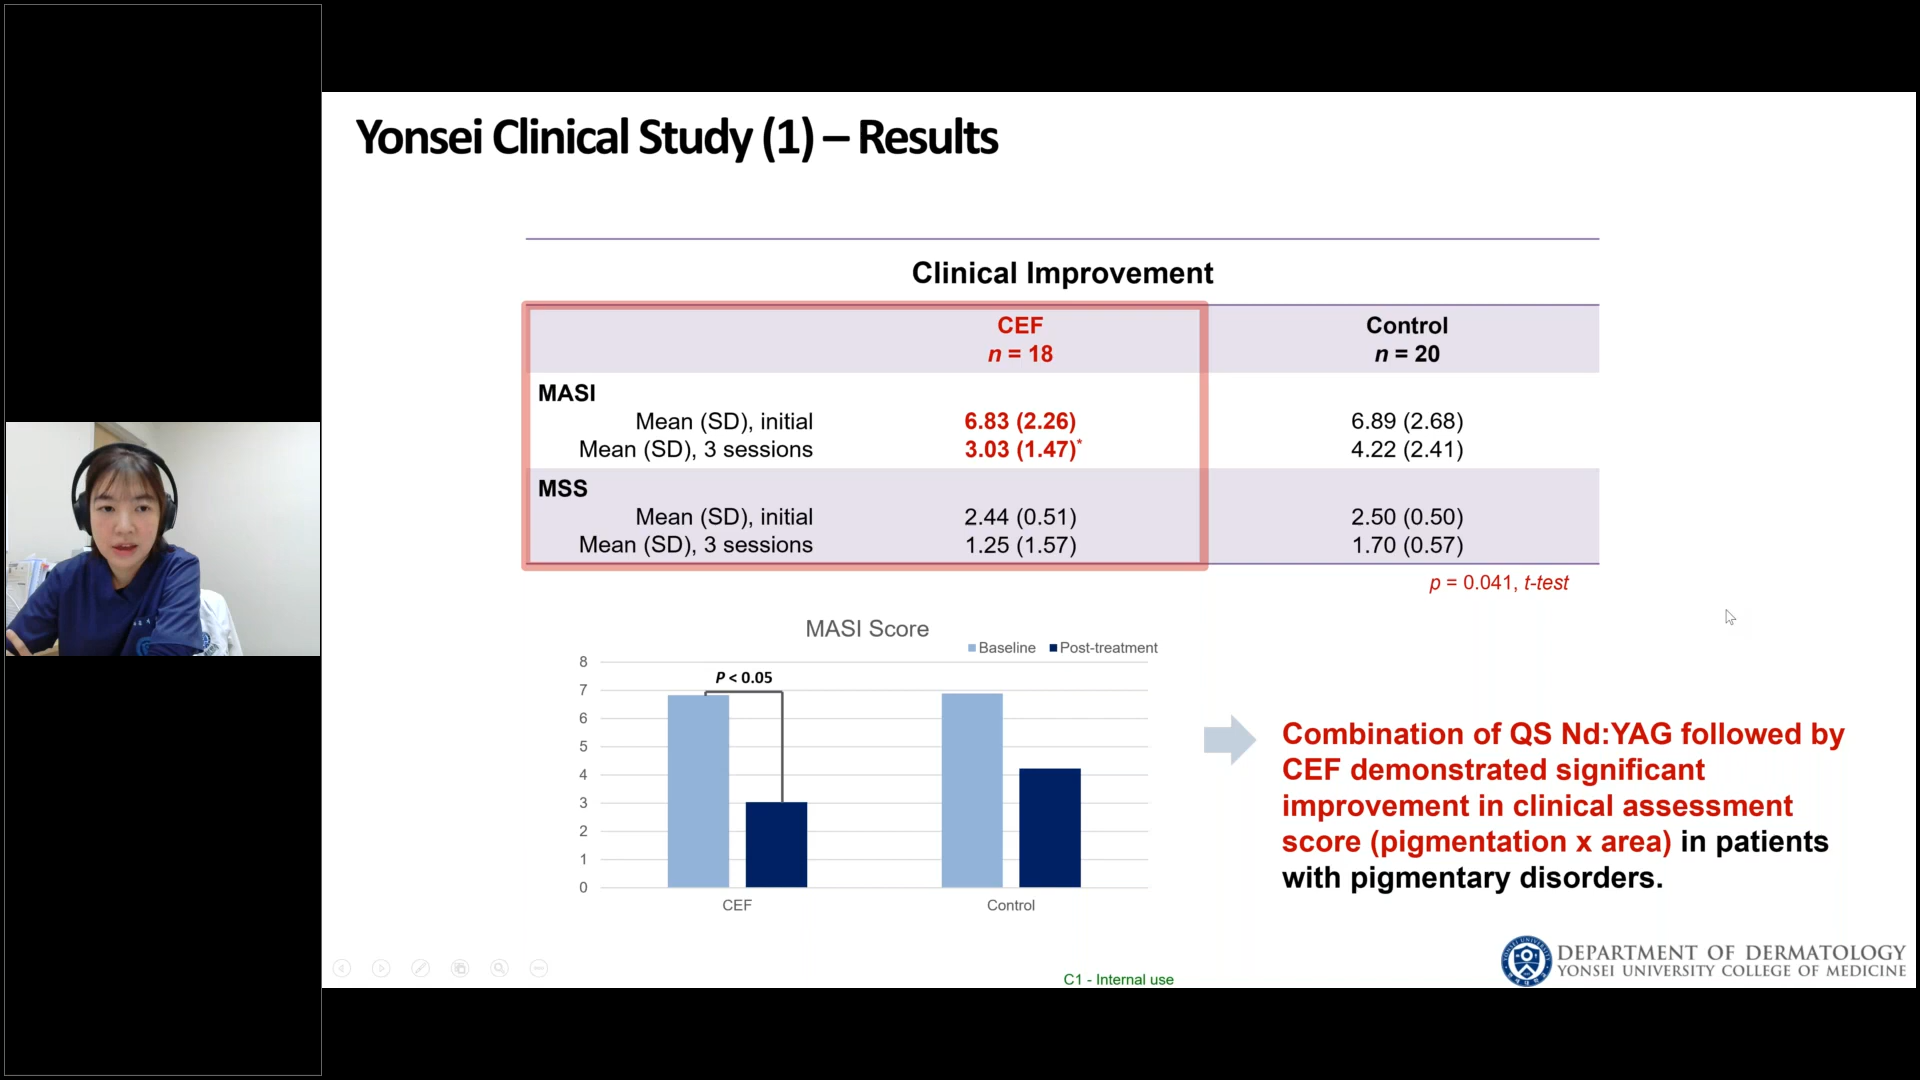 Yonsei Clinical Study (1) – Results
Clinical Improvement
CEF
n = 18
Control
n = 20
MASI
Mean (SD), initial 6.83 (2.26) 6.89 (2.68)
Mean (SD), 3 sessions 3.03 (1.47)* 4.22 (2.41)
MSS
Mean (SD), initial 2.44 (0.51) 2.50 (0.50)
Mean (SD), 3 sessions 1.25 (1.57) 1.70 (0.57)
p = 0.041, t-test
MASI Score
Baseline Post-treatment
8
7
6
5
4
3
2
1
0
P < 0.05
CEF Control
Combination of QS Nd:YAG followed by
CEF demonstrated significant
improvement in clinical assessment
score (pigmentation x area) in patients
with pigmentary disorders.
DEPARTMENT OF DERMATOLOGY
YONSEI UNIVERSITY COLLEGE OF MEDICINE
C1 - Internal use